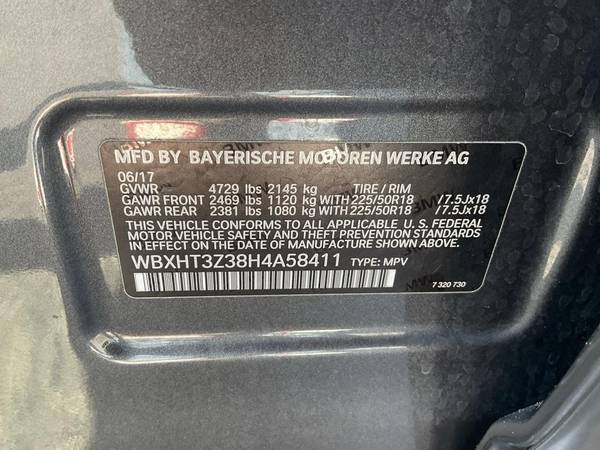 MFD BY BAYERISCHE MOTOREN WERKE AG
06/17
GVWR 4729 lbs 2145 kg TIRE / RIM
GAWR FRONT 2469 lbs 1120 kg WITH 225/50R18 /7.5Jx18
GAWR REAR 2381 lbs 1080 kg WITH 225/50R18 /7.5Jx18
THIS VEHICLE CONFORMS TO ALL APPLICABLE U. S. FEDERAL
MOTOR VEHICLE SAFETY, BUMPER, AND THEFT PREVENTION
STANDARDS IN EFFECT ON THE DATE OF MANUFACTURE SHOWN ABOVE.
WBXHT3Z38H4A58411 TYPE: MPV
7 320 730